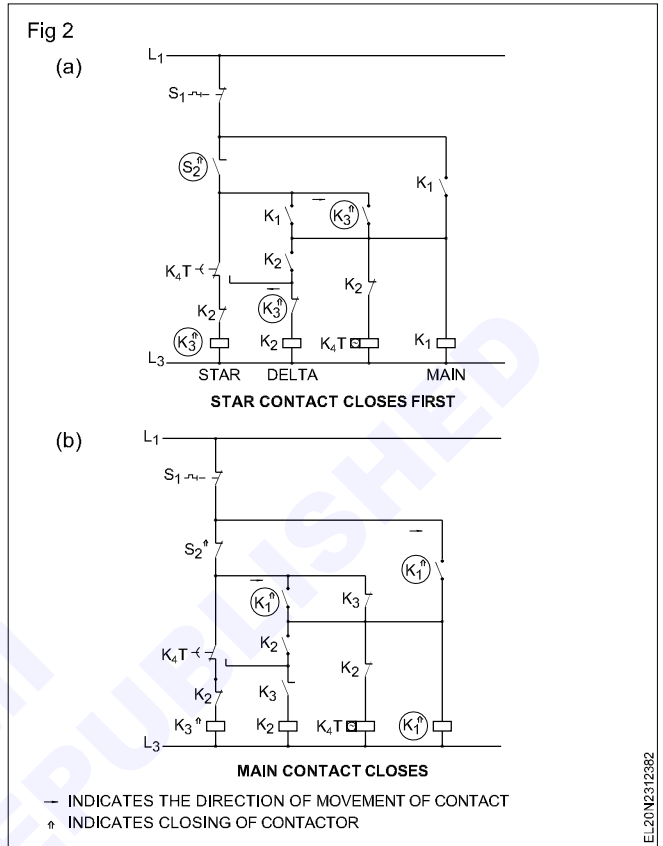 Fig 2
(a)
L1
S1
S2
K1
K1
K3
K4T
K2
K2
K2
K3
K3
K2
K4T
K1
L3
STAR DELTA MAIN
STAR CONTACT CLOSES FIRST
(b)
L1
S1
S2
K1
K1
K3
K4T
K2
K2
K2
K3
K3
K2
K4T
K1
L3
MAIN CONTACT CLOSES
INDICATES THE DIRECTION OF MOVEMENT OF CONTACT
INDICATES CLOSING OF CONTACTOR
EL20N2312382
EPUBLISHED